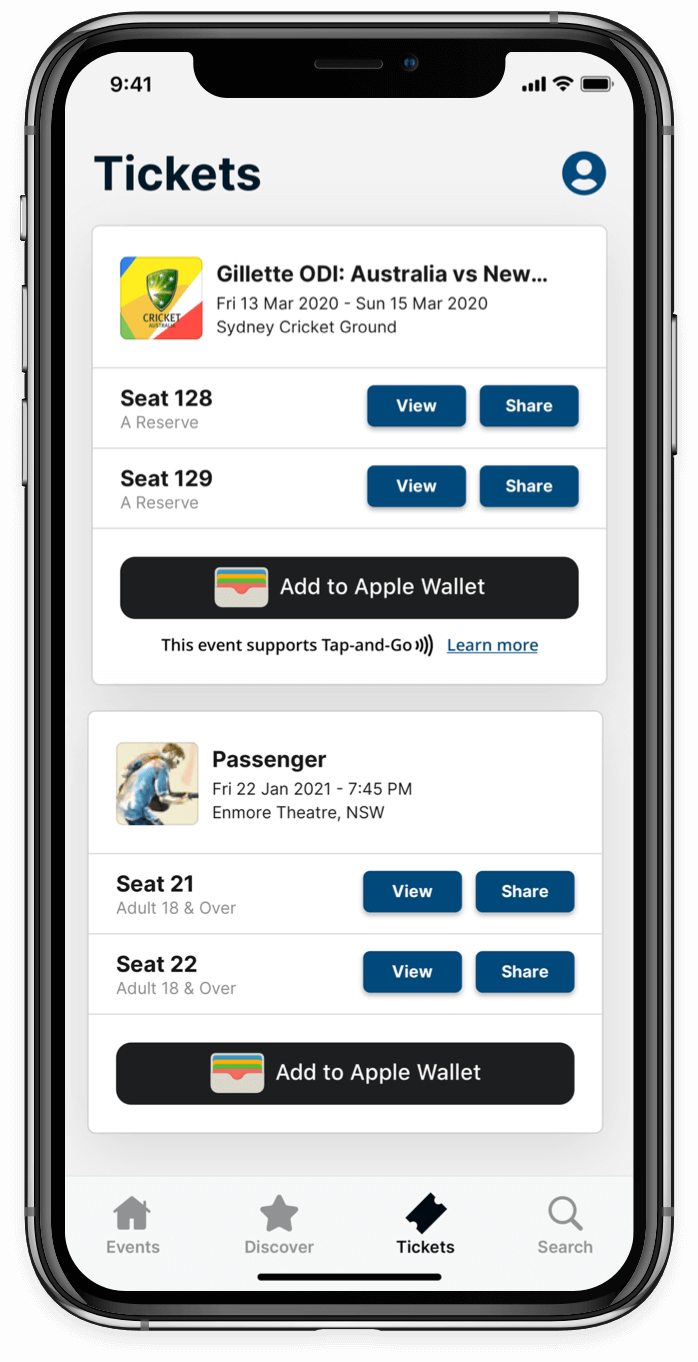 9:41
Tickets
CRICKET
AUSTRALIA
Gillette ODI: Australia vs New...
Fri 13 Mar 2020 - Sun 15 Mar 2020
Sydney Cricket Ground
Seat 128
A Reserve
View
Share
Seat 129
A Reserve
View
Share
Add to Apple Wallet
This event supports Tap-and-Go Learn more
Passenger
Fri 22 Jan 2021 - 7:45 PM
Enmore Theatre, NSW
Seat 21
Adult 18 & Over
View
Share
Seat 22
Adult 18 & Over
View
Share
Add to Apple Wallet
Events
Discover
Tickets
Search